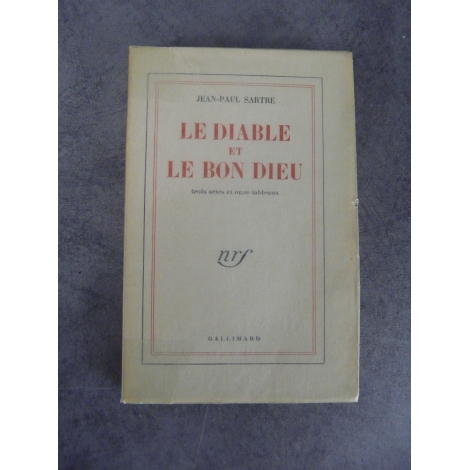 JEAN-PAUL SARTRE
LE DIABLE
ET
LE BON DIEU
trois actes et onze tableaux
nrf
GALLIMARD